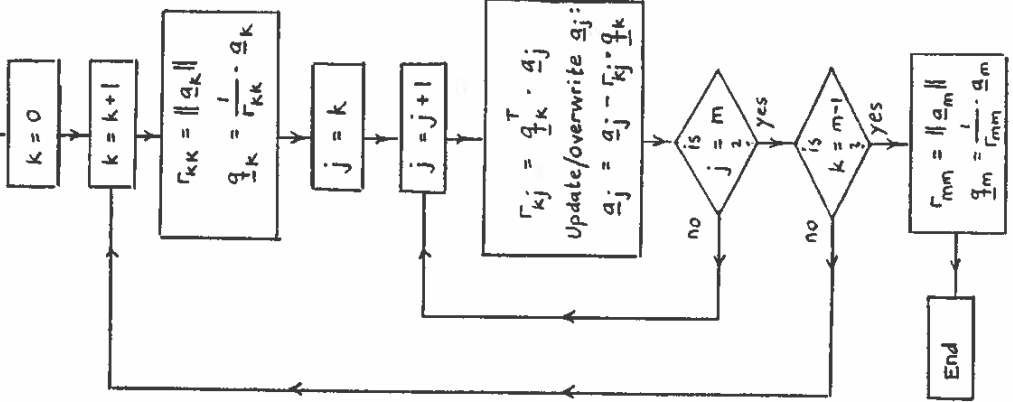 k = 0
k = k+1
r_kk = ‖a_k‖
q_k = 1/r_kk · a_k
j = k
j = j+1
r_kj = q_k^T · a_j
Update/overwrite a_j:
a_j = a_j - r_kj · q_k
is
j = m
?
no
yes
is
k = m-1
?
no
yes
r_mm = ‖a_m‖
q_m = 1/r_mm · a_m
End